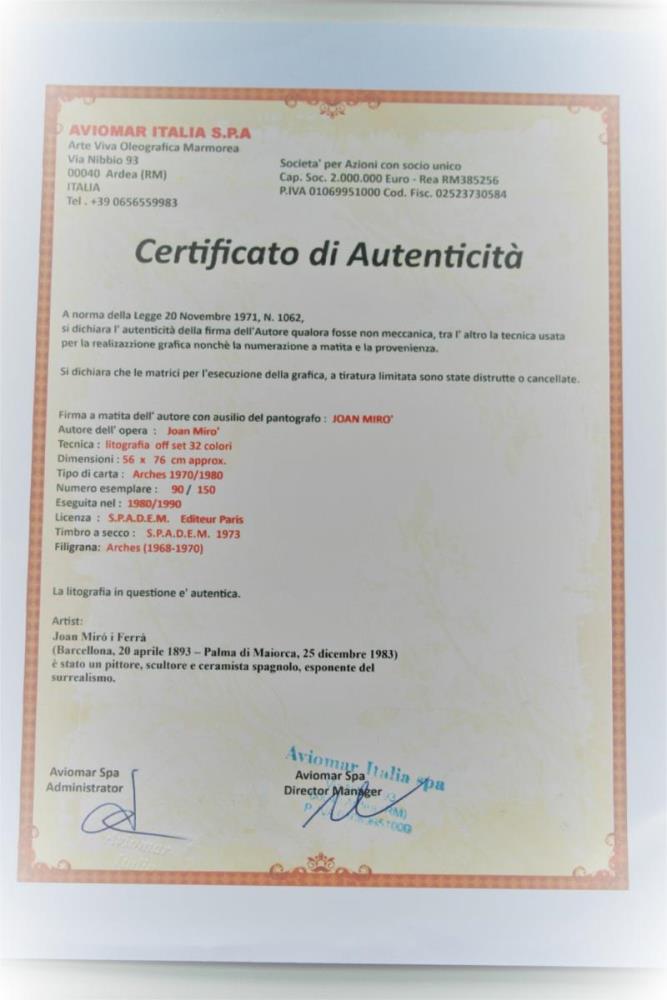 AVIOMAR ITALIA S.P.A
Arte Viva Oleografica Marmorea
Via Nibbio 93
00040 Ardea (RM)
ITALIA
Tel . +39 0656559983
Societa' per Azioni con socio unico
Cap. Soc. 2.000.000 Euro - Rea RM385256
P.IVA 01069951000 Cod. Fisc. 02523730584
Certificato di Autenticità
A norma della Legge 20 Novembre 1971, N. 1062,
si dichiara l' autenticità della firma dell'Autore qualora fosse non meccanica, tra l' altro la tecnica usata
per la realizazzione grafica nonchè la numerazione a matita e la provenienza.
Si dichiara che le matrici per l'esecuzione della grafica, a tiratura limitata sono state distrutte o cancellate.
Firma a matita dell' autore con ausilio del pantografo : JOAN MIRO'
Autore dell' opera : Joan Miro'
Tecnica : litografia off set 32 colori
Dimensioni : 56 x 76 cm approx.
Tipo di carta : Arches 1970/1980
Numero esemplare : 90 / 150
Eseguita nel : 1980/1990
Licenza : S.P.A.D.E.M. Editeur Paris
Timbro a secco : S.P.A.D.E.M. 1973
Filigrana: Arches (1968-1970)
La litografia in questione e' autentica.
Artist:
Joan Miró i Ferrà
(Barcellona, 20 aprile 1893 – Palma di Maiorca, 25 dicembre 1983)
è stato un pittore, scultore e ceramista spagnolo, esponente del
surrealismo.
Aviomar Spa
Administrator
Aviomar Italia spa
Aviomar Spa
Director Manager
(RM)
Aviomar